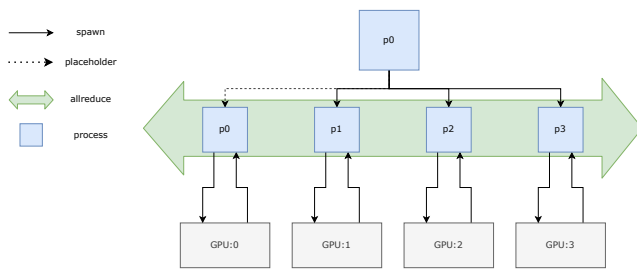 spawn
placeholder
allreduce
process
p0
p0
p1
p2
p3
GPU:0
GPU:1
GPU:2
GPU:3